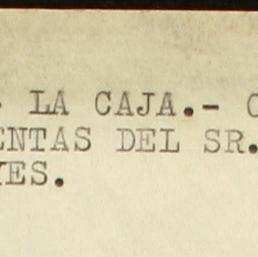 - LA CAJA.-
ENTAS DEL SR.
ES.